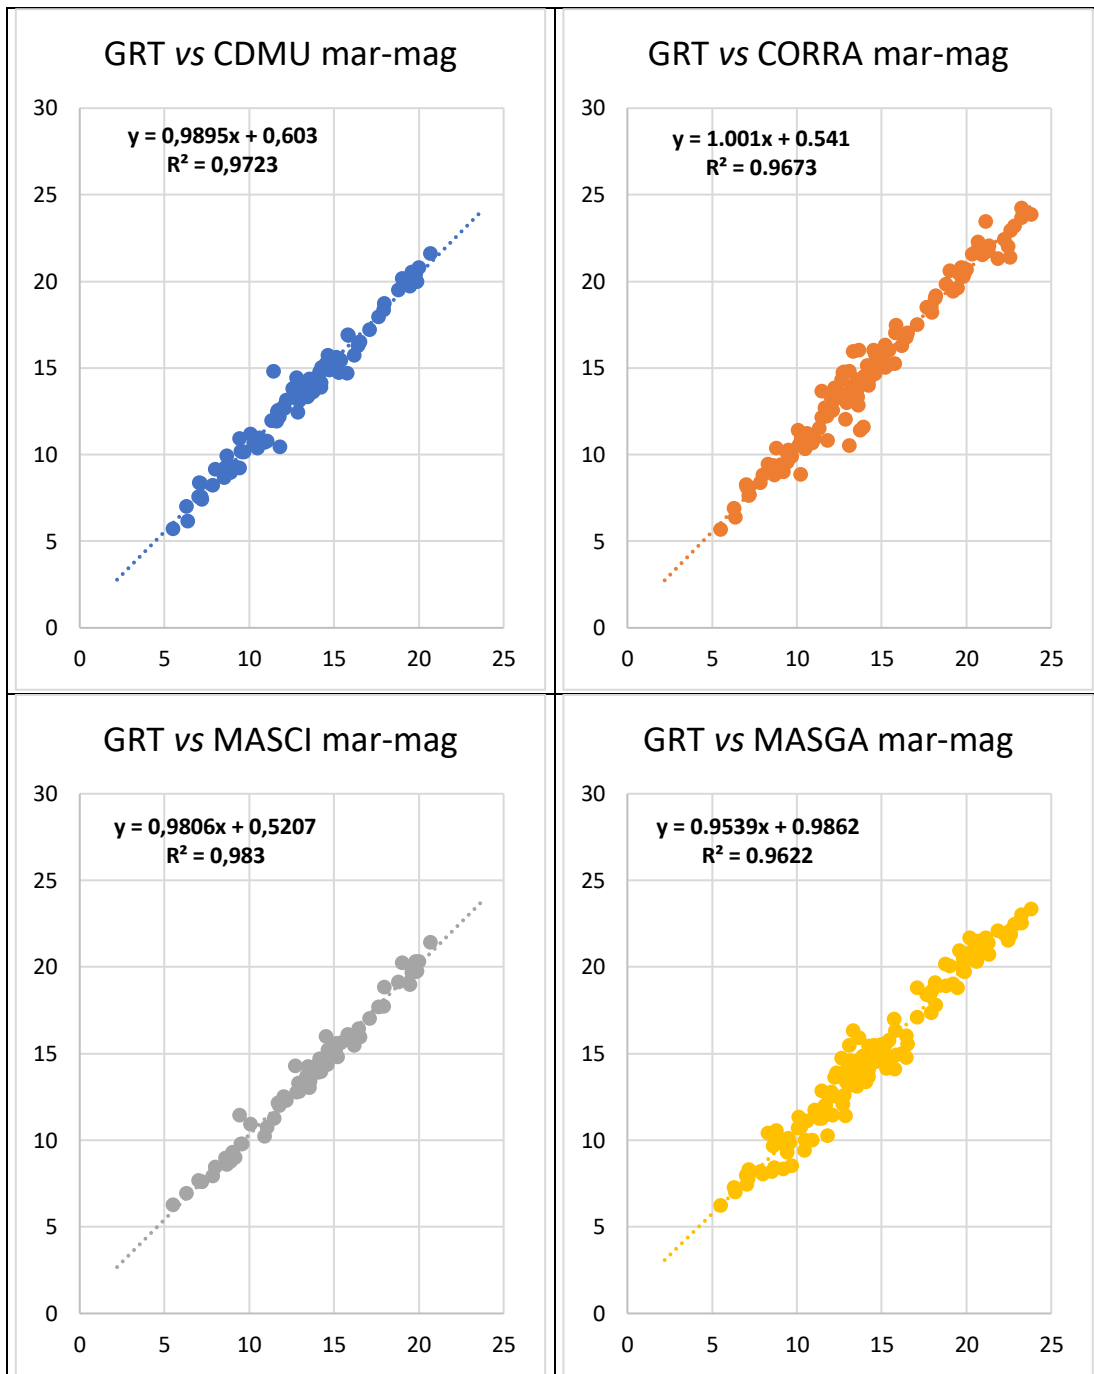 GRT vs CDMU mar-mag
30
y = 0,9895x + 0,603
R² = 0,9723
25
20
15
10
5
0
0 5 10 15 20 25
GRT vs CORRA mar-mag
30
y = 1.001x + 0.541
R² = 0.9673
25
20
15
10
5
0
0 5 10 15 20 25
GRT vs MASCI mar-mag
30
y = 0,9806x + 0,5207
R² = 0,983
25
20
15
10
5
0
0 5 10 15 20 25
GRT vs MASGA mar-mag
30
y = 0.9539x + 0.9862
R² = 0.9622
25
20
15
10
5
0
0 5 10 15 20 25